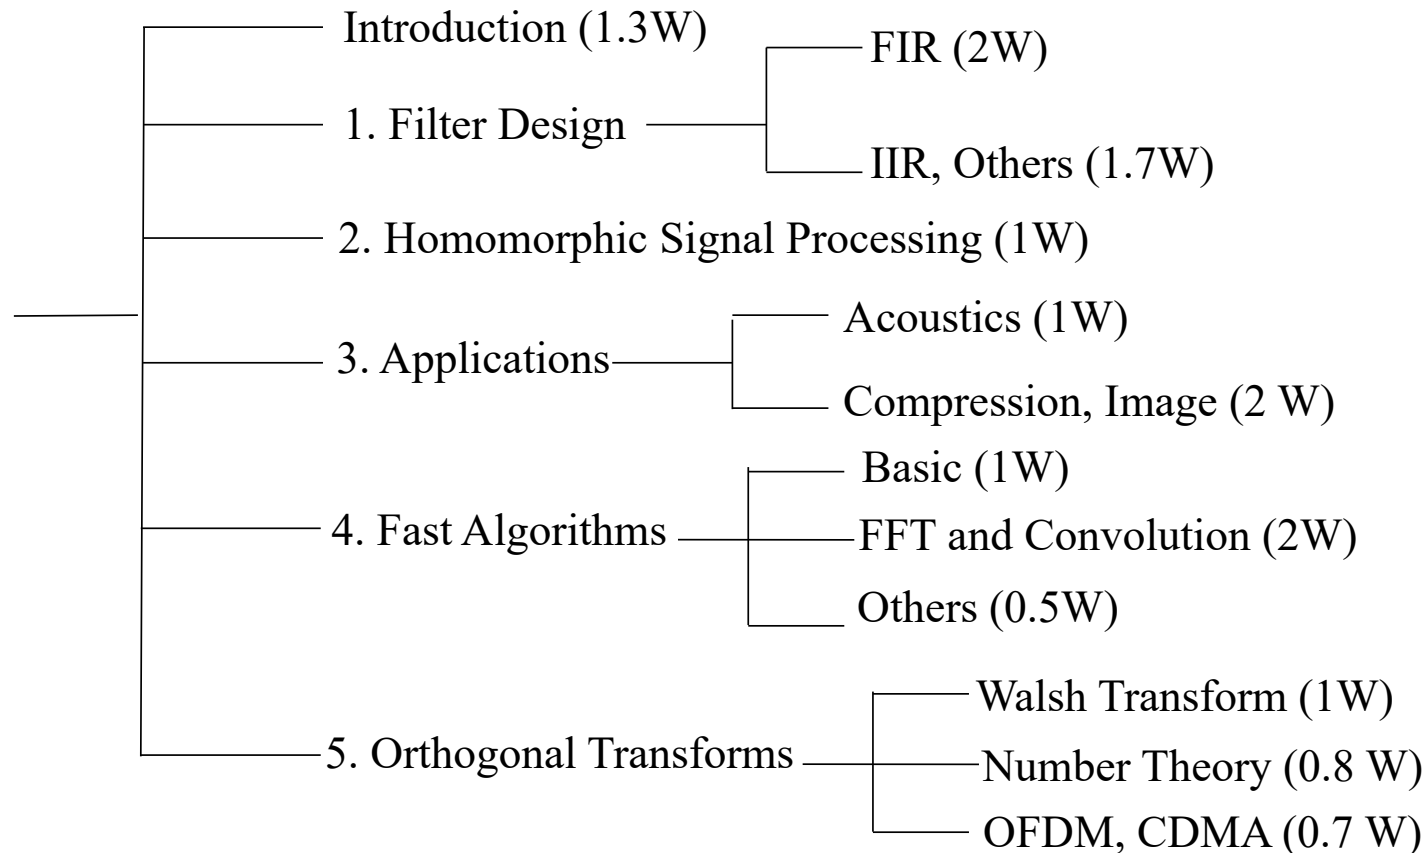 Introduction (1.3W)
FIR (2W)
1. Filter Design
IIR, Others (1.7W)
2. Homomorphic Signal Processing (1W)
Acoustics (1W)
3. Applications
Compression, Image (2 W)
Basic (1W)
4. Fast Algorithms
FFT and Convolution (2W)
Others (0.5W)
Walsh Transform (1W)
5. Orthogonal Transforms
Number Theory (0.8 W)
OFDM, CDMA (0.7 W)